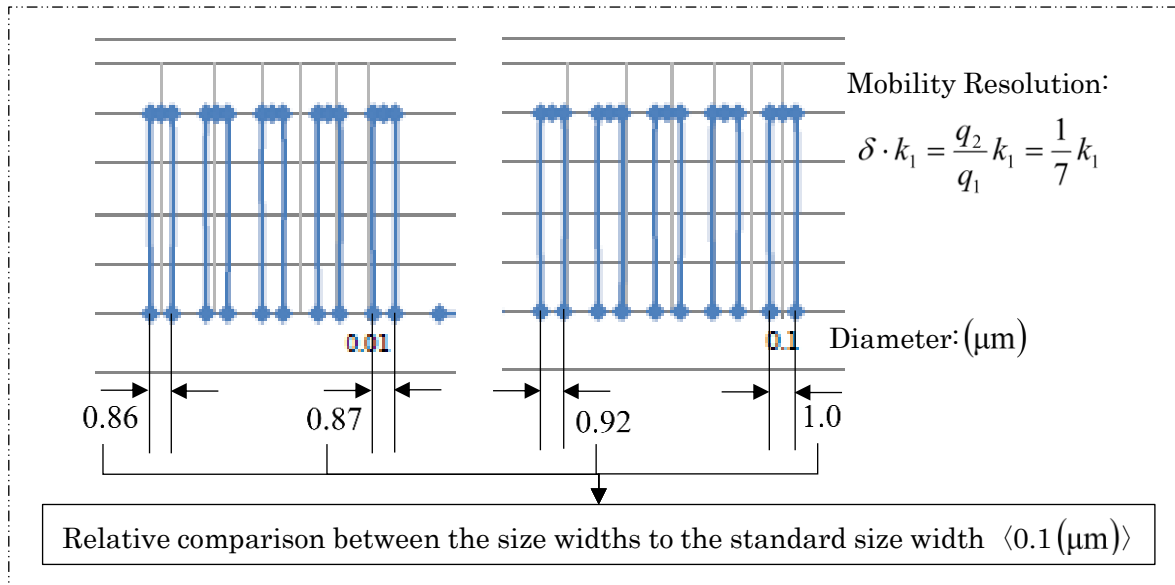 Mobility Resolution:
δ · k₁ = q₂/q₁ k₁ = 1/7 k₁
0.01
0.1
Diameter: (μm)
0.86
0.87
0.92
1.0
Relative comparison between the size widths to the standard size width ⟨0.1 (μm)⟩